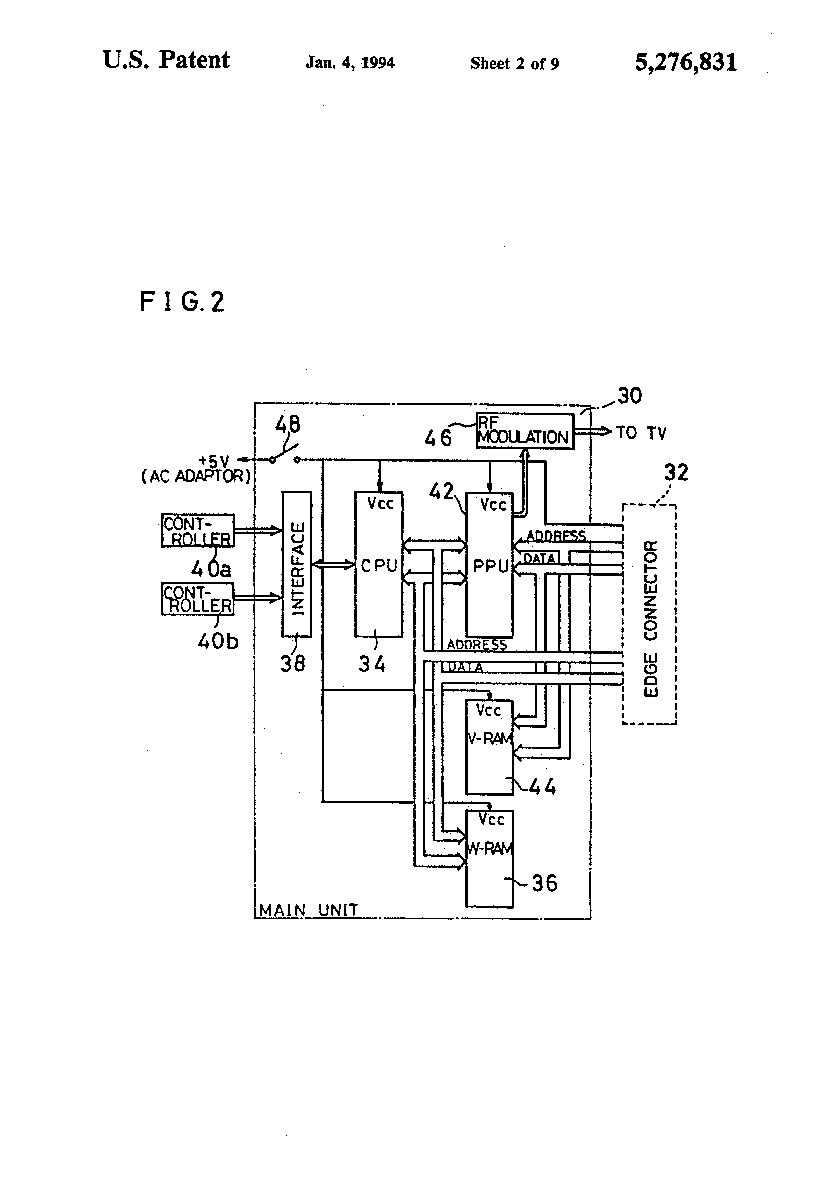 U.S. Patent Jan. 4, 1994 Sheet 2 of 9 5,276,831
FIG.2
30
48
46
RF
MODULATION
TO TV
+5V
(AC ADAPTOR)
42
32
Vcc
Vcc
CONT-
ROLLER
40a
CONT-
ROLLER
40b
INTERFACE
38
CPU
34
PPU
ADDRESS
DATA
EDGE CONNECTOR
ADDRESS
DATA
Vcc
V-RAM
44
Vcc
W-RAM
36
MAIN UNIT